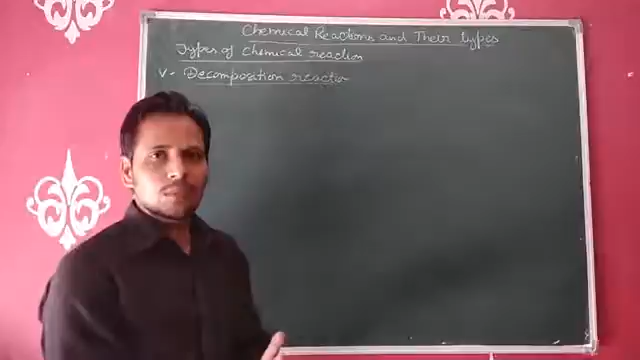 Chemical Reactions and Their types
Types of chemical reaction
V- Decomposition reaction